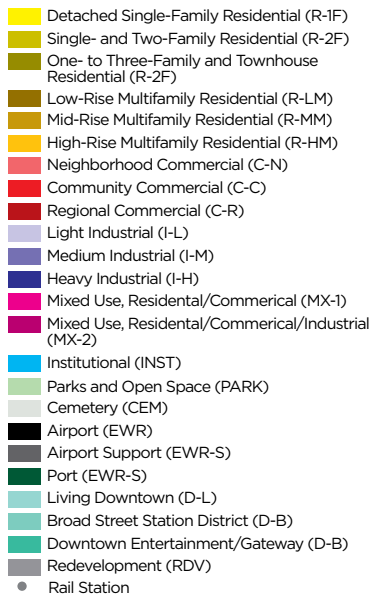 Detached Single-Family Residential (R-1F)
Single- and Two-Family Residential (R-2F)
One- to Three-Family and Townhouse
Residential (R-2F)
Low-Rise Multifamily Residential (R-LM)
Mid-Rise Multifamily Residential (R-MM)
High-Rise Multifamily Residential (R-HM)
Neighborhood Commercial (C-N)
Community Commercial (C-C)
Regional Commercial (C-R)
Light Industrial (I-L)
Medium Industrial (I-M)
Heavy Industrial (I-H)
Mixed Use, Residental/Commerical (MX-1)
Mixed Use, Residental/Commerical/Industrial
(MX-2)
Institutional (INST)
Parks and Open Space (PARK)
Cemetery (CEM)
Airport (EWR)
Airport Support (EWR-S)
Port (EWR-S)
Living Downtown (D-L)
Broad Street Station District (D-B)
Downtown Entertainment/Gateway (D-B)
Redevelopment (RDV)
Rail Station